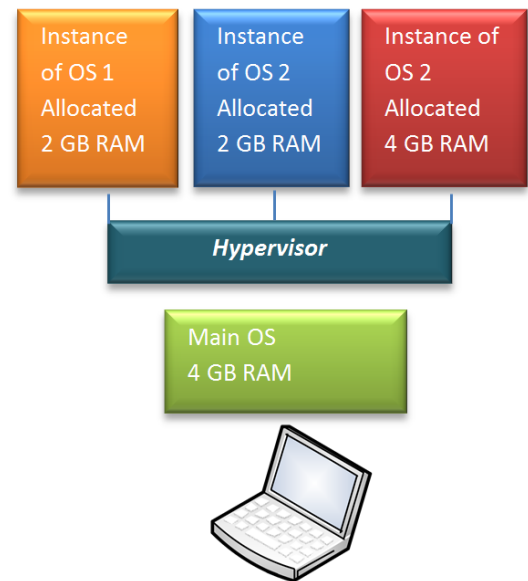 Instance
of OS 1
Allocated
2 GB RAM
Instance
of OS 2
Allocated
2 GB RAM
Instance of
OS 2
Allocated
4 GB RAM
Hypervisor
Main OS
4 GB RAM